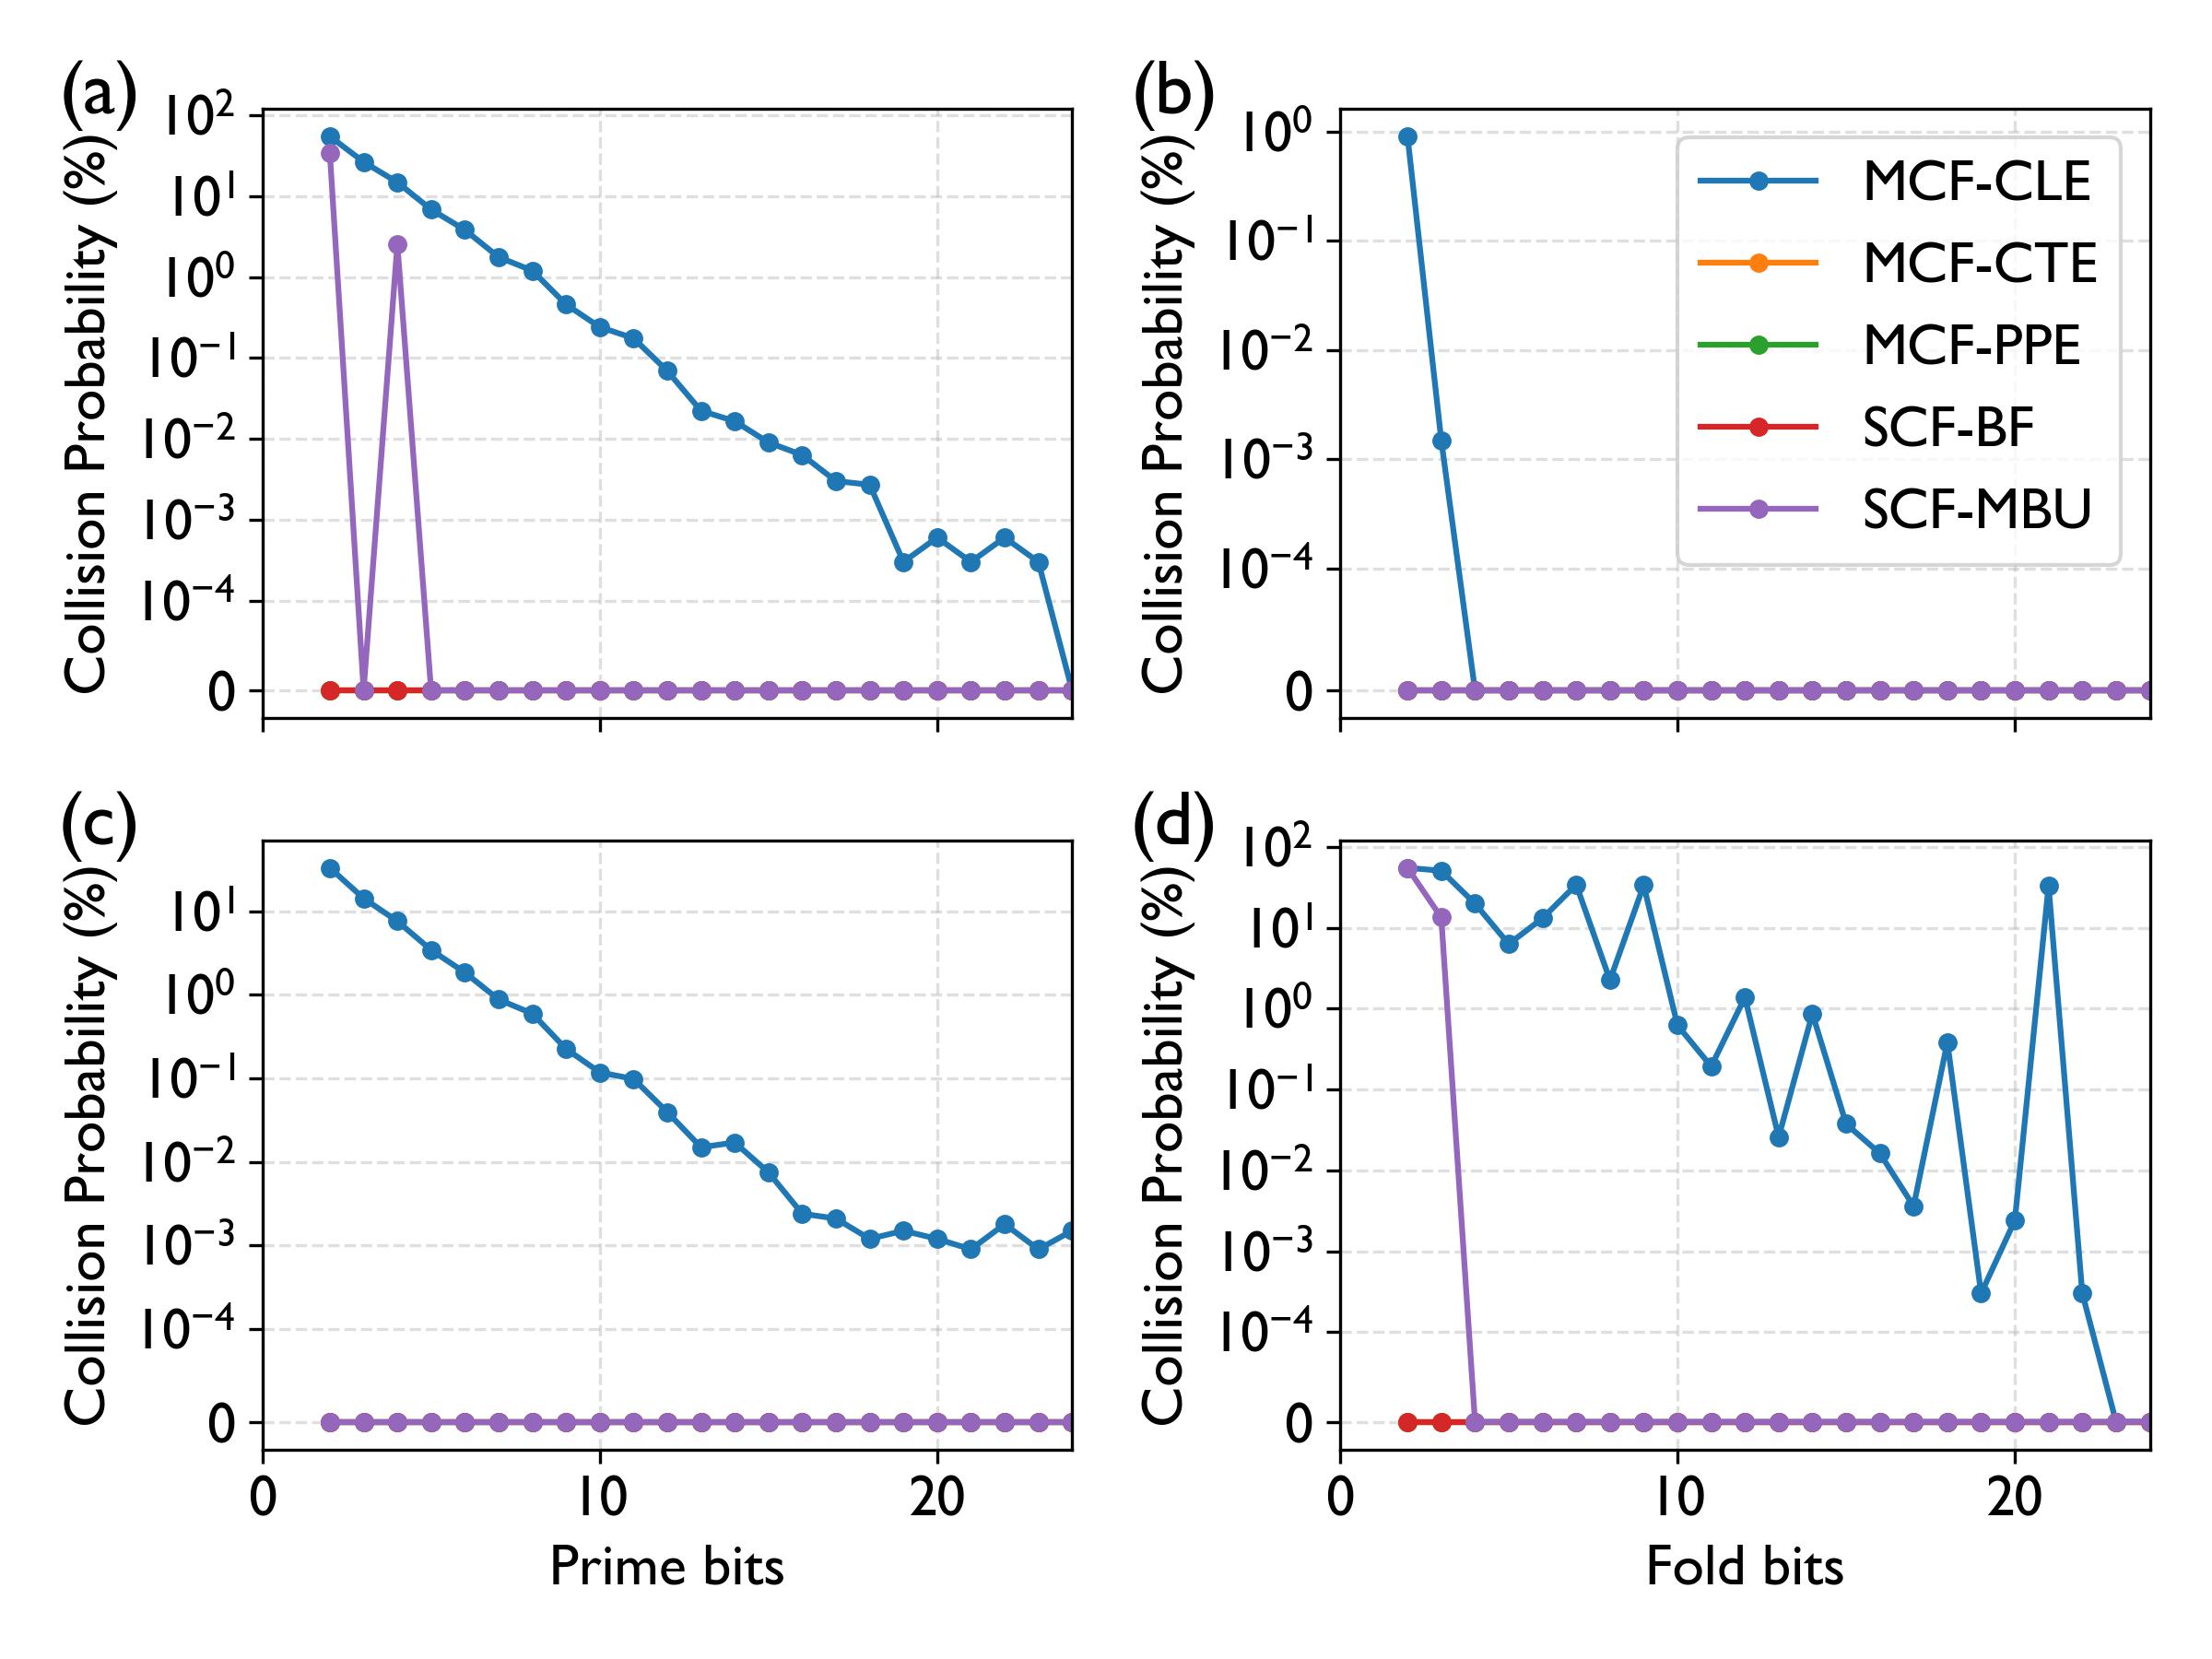 (a)
Collision Probability (%)
10²
10¹
10⁰
10⁻¹
10⁻²
10⁻³
10⁻⁴
0
(b)
Collision Probability (%)
10⁰
10⁻¹
10⁻²
10⁻³
10⁻⁴
0
MCF-CLE
MCF-CTE
MCF-PPE
SCF-BF
SCF-MBU
(c)
Collision Probability (%)
10¹
10⁰
10⁻¹
10⁻²
10⁻³
10⁻⁴
0
0 10 20
Prime bits
(d)
Collision Probability (%)
10²
10¹
10⁰
10⁻¹
10⁻²
10⁻³
10⁻⁴
0
0 10 20
Fold bits